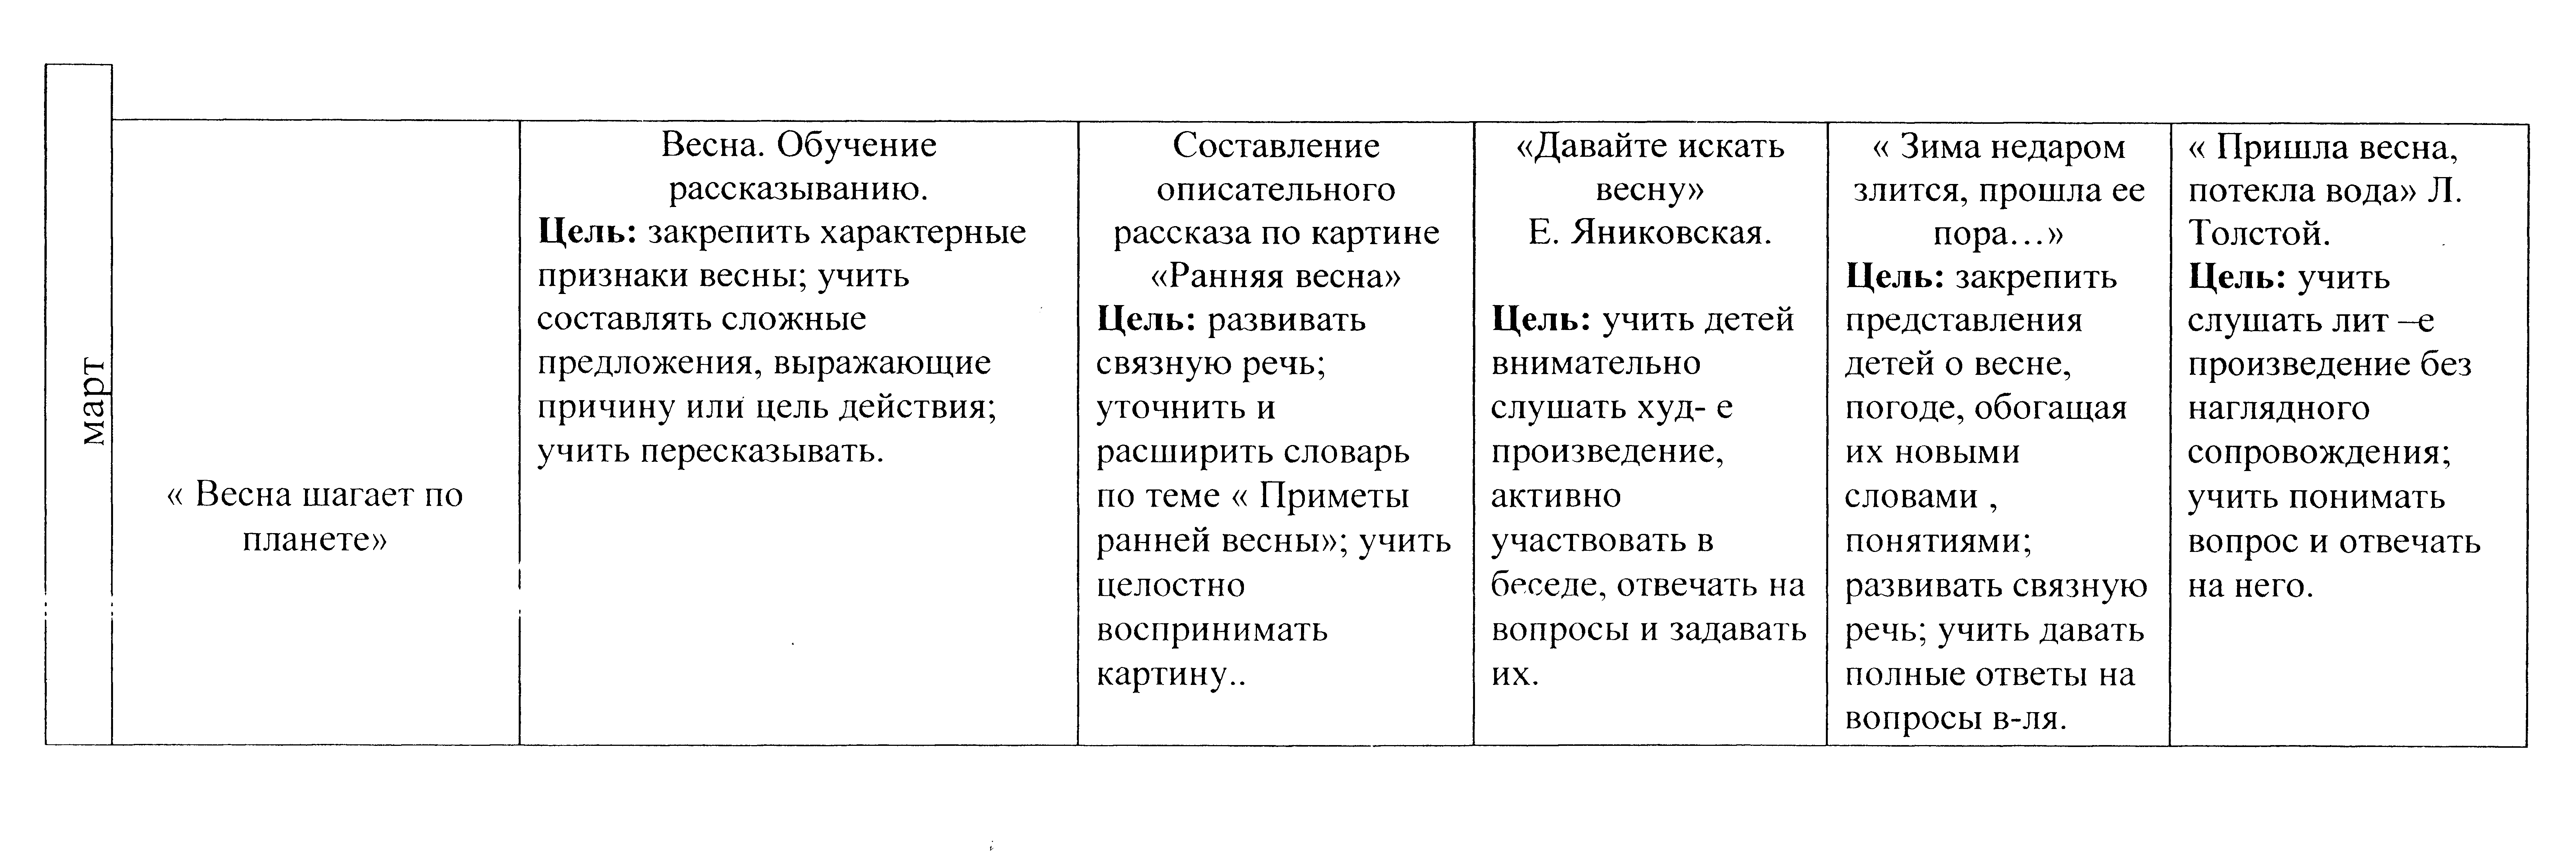 март
« Весна шагает по
планете»
Весна. Обучение
рассказыванию.
Цель: закрепить характерные
признаки весны; учить
составлять сложные
предложения, выражающие
причину или цель действия;
учить пересказывать.
Составление
описательного
рассказа по картине
«Ранняя весна»
Цель: развивать
связную речь;
уточнить и
расширить словарь
по теме « Приметы
ранней весны»; учить
целостно
воспринимать
картину..
«Давайте искать
весну»
Е. Яниковская.
Цель: учить детей
внимательно
слушать худ- е
произведение,
активно
участвовать в
беседе, отвечать на
вопросы и задавать
их.
« Зима недаром
злится, прошла ее
пора…»
Цель: закрепить
представления
детей о весне,
погоде, обогащая
их новыми
словами ,
понятиями;
развивать связную
речь; учить давать
полные ответы на
вопросы в-ля.
« Пришла весна,
потекла вода» Л.
Толстой.
Цель: учить
слушать лит –е
произведение без
наглядного
сопровождения;
учить понимать
вопрос и отвечать
на него.